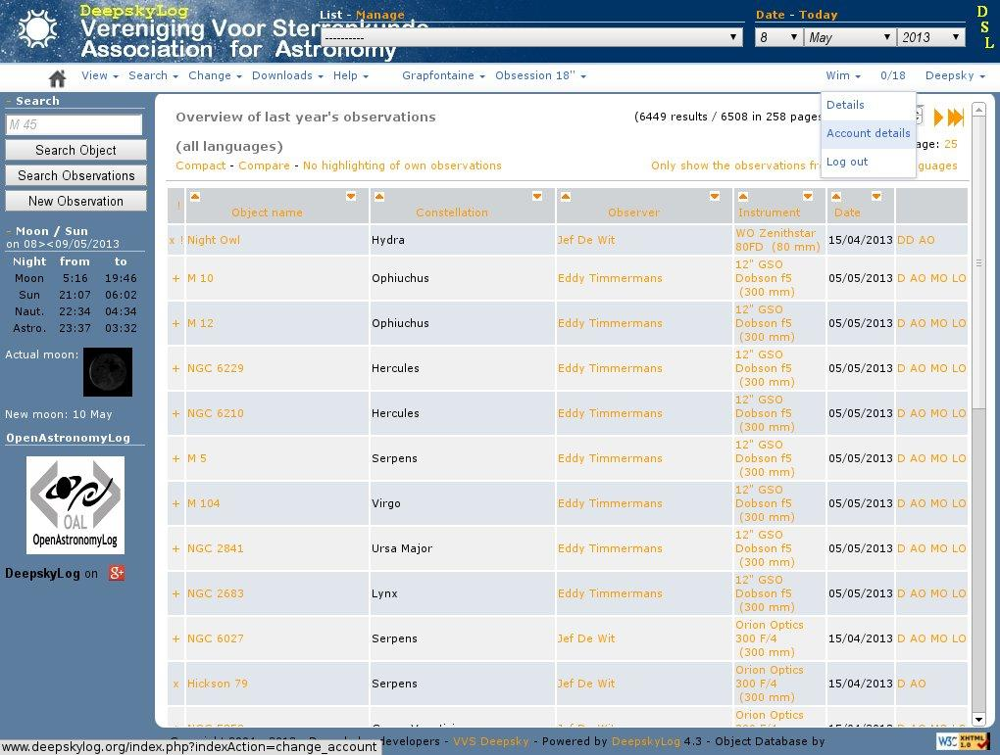 DeepskyLog
Vereniging Voor Sterrenkunde
Association for Astronomy
List - Manage
----------
Date - Today
8 May 2013
D
S
L
View Search Change Downloads Help Grapfontaine Obsession 18" Wim 0/18 Deepsky
Details
Account details
Log out
- Search
M 45
Search Object
Search Observations
New Observation
- Moon / Sun
on 08><09/05/2013
Night from to
Moon 5:16 19:46
Sun 21:07 06:02
Naut. 22:34 04:34
Astro. 23:37 03:32
Actual moon:
New moon: 10 May
OpenAstronomyLog
OAL
OpenAstronomyLog
DeepskyLog on g+
Overview of last year's observations
(6449 results / 6508 in 258 pages
(all languages)
age: 25
Compact - Compare - No highlighting of own observations
Only show the observations
nguages
! Object name Constellation Observer Instrument Date
x ! Night Owl Hydra Jef De Wit WO Zenithstar 80FD (80 mm) 15/04/2013 DD AO
+ M 10 Ophiuchus Eddy Timmermans 12" GSO Dobson f5 (300 mm) 05/05/2013 D AO MO LO
+ M 12 Ophiuchus Eddy Timmermans 12" GSO Dobson f5 (300 mm) 05/05/2013 D AO MO LO
+ NGC 6229 Hercules Eddy Timmermans 12" GSO Dobson f5 (300 mm) 05/05/2013 D AO MO LO
+ NGC 6210 Hercules Eddy Timmermans 12" GSO Dobson f5 (300 mm) 05/05/2013 D AO MO LO
+ M 5 Serpens Eddy Timmermans 12" GSO Dobson f5 (300 mm) 05/05/2013 D AO MO LO
+ M 104 Virgo Eddy Timmermans 12" GSO Dobson f5 (300 mm) 05/05/2013 D AO MO LO
+ NGC 2841 Ursa Major Eddy Timmermans 12" GSO Dobson f5 (300 mm) 05/05/2013 D AO MO LO
+ NGC 2683 Lynx Eddy Timmermans 12" GSO Dobson f5 (300 mm) 05/05/2013 D AO MO LO
+ NGC 6027 Serpens Jef De Wit Orion Optics 300 F/4 (300 mm) 15/04/2013 D AO MO LO
x Hickson 79 Serpens Jef De Wit Orion Optics 300 F/4 (300 mm) 15/04/2013 D AO
Orion Optics
developers - VVS Deepsky - Powered by DeepskyLog 4.3 - Object Database by
W3C XHTML 1.0
www.deepskylog.org/index.php?indexAction=change_account